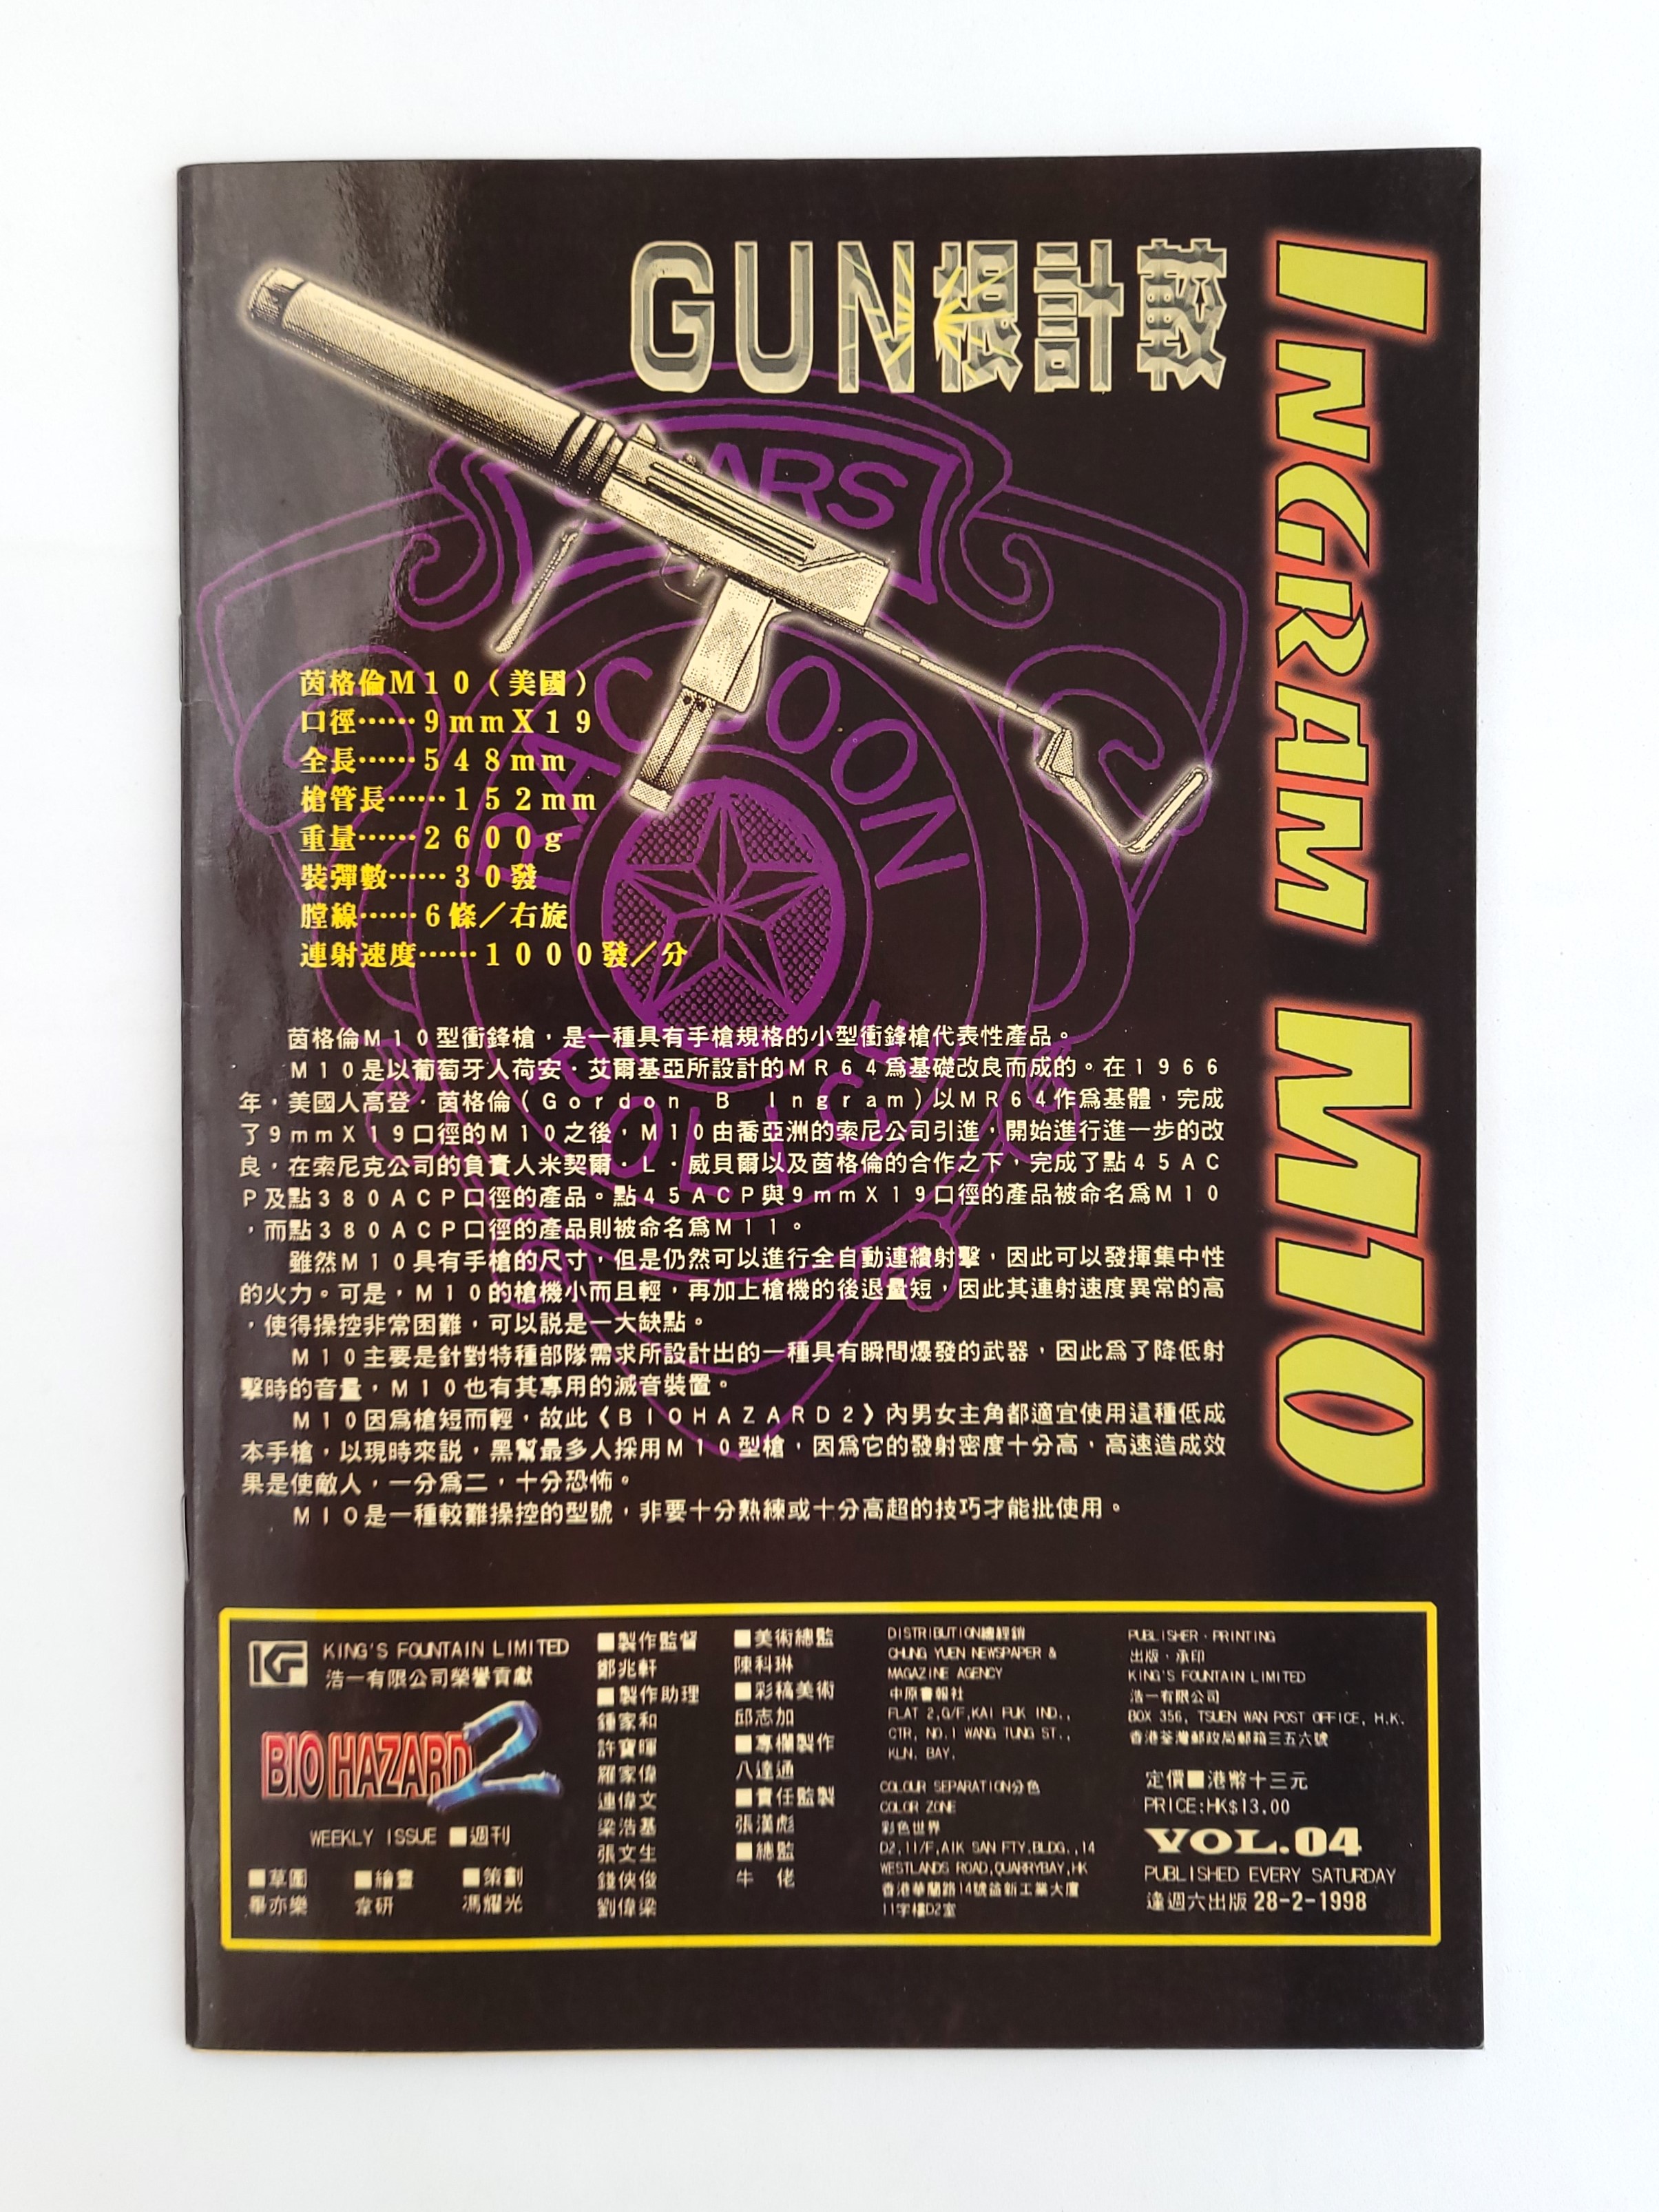 GUN根計較
INGRAM M10
STARS
RACCOON
POLICE
茵格倫M10（美國）
口徑……9mmX19
全長……548mm
槍管長……152mm
重量……2600g
裝彈數……30發
膛線……6條／右旋
連射速度……1000發／分
茵格倫M10型衝鋒槍，是一種具有手槍規格的小型衝鋒槍代表性產品。
M10是以葡萄牙人荷安·艾爾基亞所設計的MR64爲基礎改良而成的。在1966
年，美國人高登·茵格倫（Gordon B Ingram）以MR64作爲基體，完成
了9mmX19口徑的M10之後，M10由喬亞洲的索尼公司引進，開始進行進一步的改
良，在索尼克公司的負責人米契爾·L·威貝爾以及茵格倫的合作之下，完成了點45AC
P及點380ACP口徑的產品。點45ACP與9mmX19口徑的產品被命名爲M10
，而點380ACP口徑的產品則被命名爲M11。
雖然M10具有手槍的尺寸，但是仍然可以進行全自動連續射擊，因此可以發揮集中性
的火力。可是，M10的槍機小而且輕，再加上槍機的後退量短，因此其連射速度異常的高
，使得操控非常困難，可以説是一大缺點。
M10主要是針對特種部隊需求所設計出的一種具有瞬間爆發的武器，因此爲了降低射
擊時的音量，M10也有其專用的滅音裝置。
M10因爲槍短而輕，故此《BIOHAZARD2》內男女主角都適宜使用這種低成
本手槍，以現時來説，黑幫最多人採用M10型槍，因爲它的發射密度十分高，高速造成效
果是使敵人，一分爲二，十分恐怖。
M10是一種較難操控的型號，非要十分熟練或十分高超的技巧才能批使用。
KF KING'S FOUNTAIN LIMITED
浩一有限公司榮譽貢獻
BIO HAZARD 2
WEEKLY ISSUE ■週刊
■草圖 ■繪畫 ■策劃
畢亦樂 韋研 馮耀光
■製作監督
鄭兆軒
■製作助理
鍾家和
許寶暉
羅家偉
連偉文
梁浩基
張文生
錢俠俊
劉偉梁
■美術總監
陳科琳
■彩稿美術
邱志加
■專欄製作
八達通
■責任監製
張漢彪
■總監
牛 佬
DISTRIBUTION總經銷
CHUNG YUEN NEWSPAPER &
MAGAZINE AGENCY
中原書報社
FLAT 2,G/F,KAI FUK IND.,
CTR, NO.1 WANG TUNG ST.,
KLN. BAY.
COLOUR SEPARATION分色
COLOR ZONE
彩色世界
D2,11/F,AIK SAN FTY,BLDG.,14
WESTLANDS ROAD,QUARRYBAY,HK
香港華蘭路14號益新工業大廈
11字樓D2室
PUBLISHER·PRINTING
出版·承印
KING'S FOUNTAIN LIMITED
浩一有限公司
BOX 356, TSUEN WAN POST OFFICE, H.K.
香港荃灣郵政局郵箱三五六號
定價■港幣十三元
PRICE:HK$13.00
VOL.04
PUBLISHED EVERY SATURDAY
逢週六出版 28-2-1998